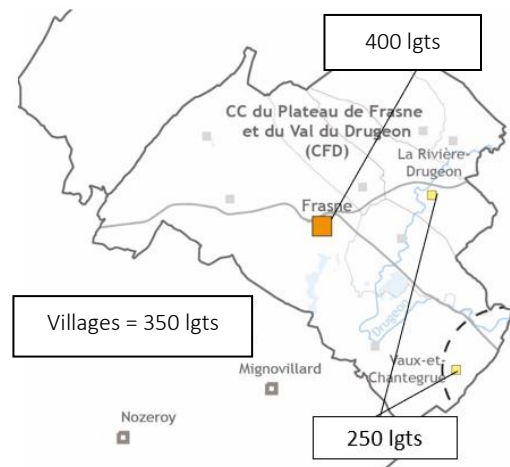 400 lgts
CC du Plateau de Frasne
et du Val du Drugeon
(CFD)
La Rivière-
Drugeon
Frasne
Villages = 350 lgts
Drugeon
Mignovillard
Vaux-et-
Chantegrue
Nozeroy
250 lgts